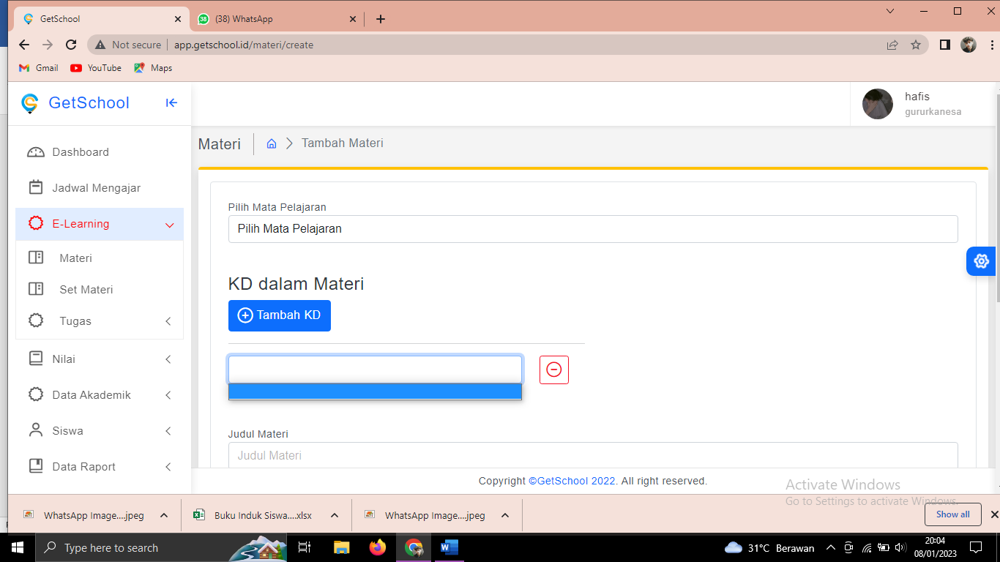 GetSchool
(38) WhatsApp
Not secure
app.getschool.id/materi/create
Gmail
YouTube
Maps
GetSchool
hafis
gururkanesa
Dashboard
Jadwal Mengajar
E-Learning
Materi
Set Materi
Tugas
Nilai
Data Akademik
Siswa
Data Raport
Materi
Tambah Materi
Pilih Mata Pelajaran
Pilih Mata Pelajaran
KD dalam Materi
Tambah KD
Judul Materi
Judul Materi
Copyright ©GetSchool 2022. All right reserved.
Activate Windows
Go to Settings to activate Windows.
WhatsApp Image....jpeg
Buku Induk Siswa....xlsx
WhatsApp Image....jpeg
Show all
Type here to search
31°C Berawan
20:04
08/01/2023